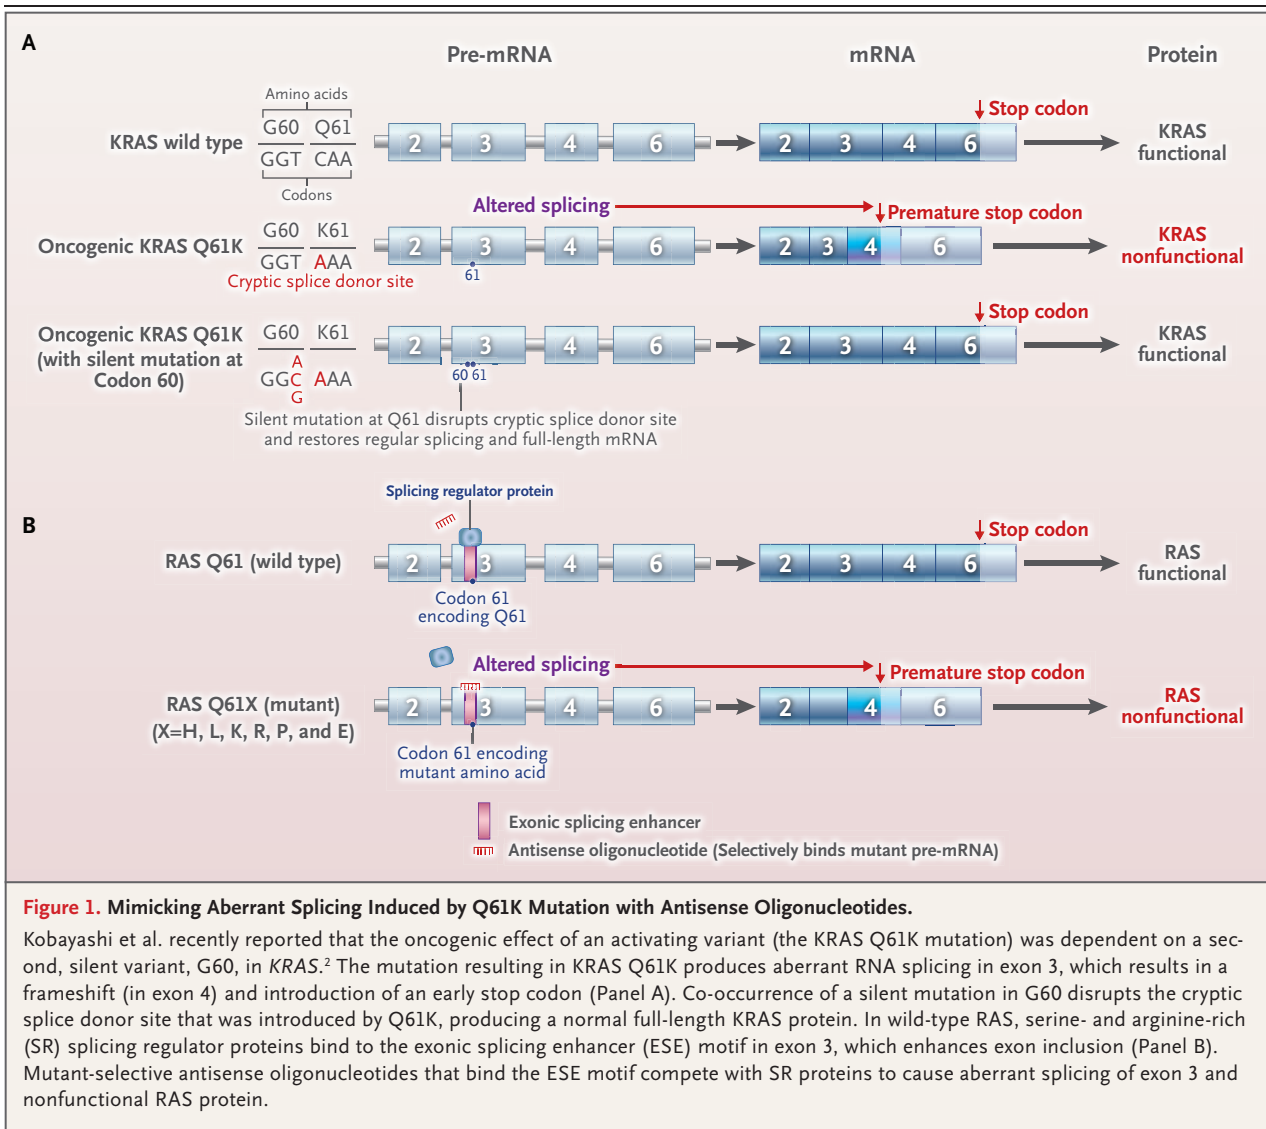 A
Pre-mRNA
mRNA
Protein
Amino acids
G60 Q61
KRAS wild type
GGT CAA
Codons
2 3 4 6
2 3 4 6
Stop codon
KRAS
functional
Altered splicing
Premature stop codon
Oncogenic KRAS Q61K
G60 K61
GGT AAA
Cryptic splice donor site
2 3 4 6
61
2 3 4 6
KRAS
nonfunctional
Stop codon
Oncogenic KRAS Q61K
(with silent mutation at
Codon 60)
G60 K61
A
GGC AAA
G
2 3 4 6
60 61
2 3 4 6
KRAS
functional
Silent mutation at Q61 disrupts cryptic splice donor site
and restores regular splicing and full-length mRNA
B
Splicing regulator protein
RAS Q61 (wild type)
2 3 4 6
Codon 61
encoding Q61
2 3 4 6
Stop codon
RAS
functional
Altered splicing
Premature stop codon
RAS Q61X (mutant)
(X=H, L, K, R, P, and E)
2 3 4 6
Codon 61 encoding
mutant amino acid
2 4 6
RAS
nonfunctional
Exonic splicing enhancer
Antisense oligonucleotide (Selectively binds mutant pre-mRNA)
Figure 1. Mimicking Aberrant Splicing Induced by Q61K Mutation with Antisense Oligonucleotides.
Kobayashi et al. recently reported that the oncogenic effect of an activating variant (the KRAS Q61K mutation) was dependent on a sec-
ond, silent variant, G60, in KRAS.2 The mutation resulting in KRAS Q61K produces aberrant RNA splicing in exon 3, which results in a
frameshift (in exon 4) and introduction of an early stop codon (Panel A). Co-occurrence of a silent mutation in G60 disrupts the cryptic
splice donor site that was introduced by Q61K, producing a normal full-length KRAS protein. In wild-type RAS, serine- and arginine-rich
(SR) splicing regulator proteins bind to the exonic splicing enhancer (ESE) motif in exon 3, which enhances exon inclusion (Panel B).
Mutant-selective antisense oligonucleotides that bind the ESE motif compete with SR proteins to cause aberrant splicing of exon 3 and
nonfunctional RAS protein.